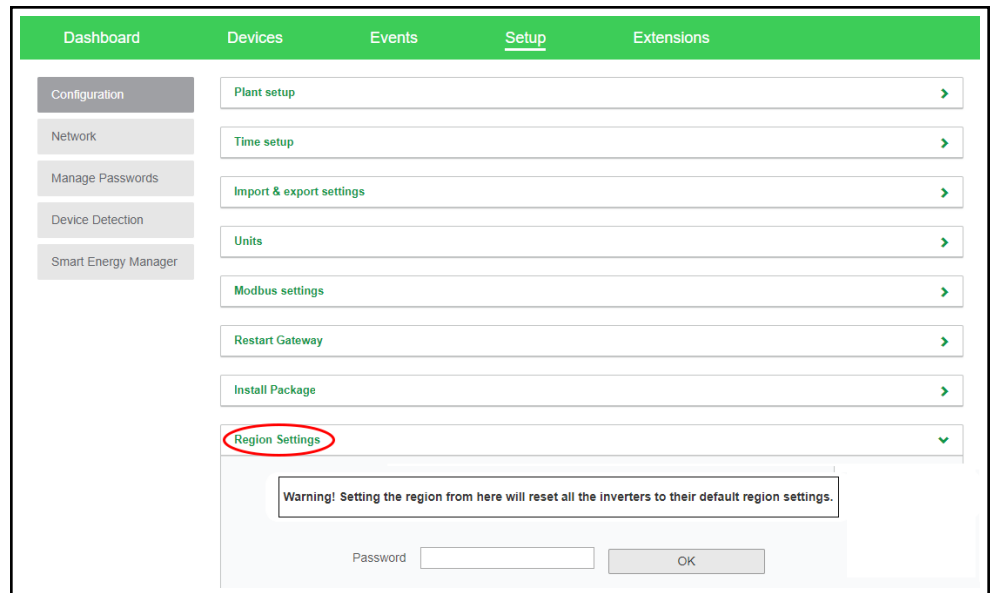 Dashboard Devices Events Setup Extensions
Configuration
Network
Manage Passwords
Device Detection
Smart Energy Manager
Plant setup
Time setup
Import & export settings
Units
Modbus settings
Restart Gateway
Install Package
Region Settings
Warning! Setting the region from here will reset all the inverters to their default region settings.
Password OK